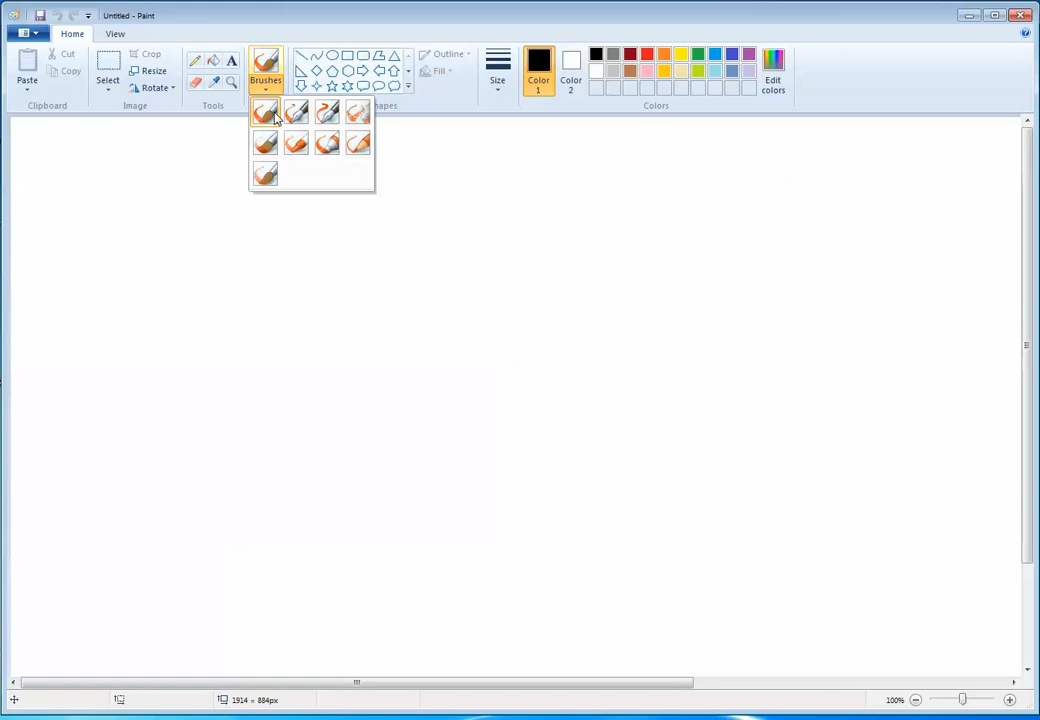 Untitled - Paint
Home
View
Paste
Cut
Copy
Clipboard
Select
Crop
Resize
Rotate
Image
A
Tools
Brushes
Outline
Fill
apes
Size
Color
1
Color
2
Edit
colors
Colors
1914 × 884px
100%